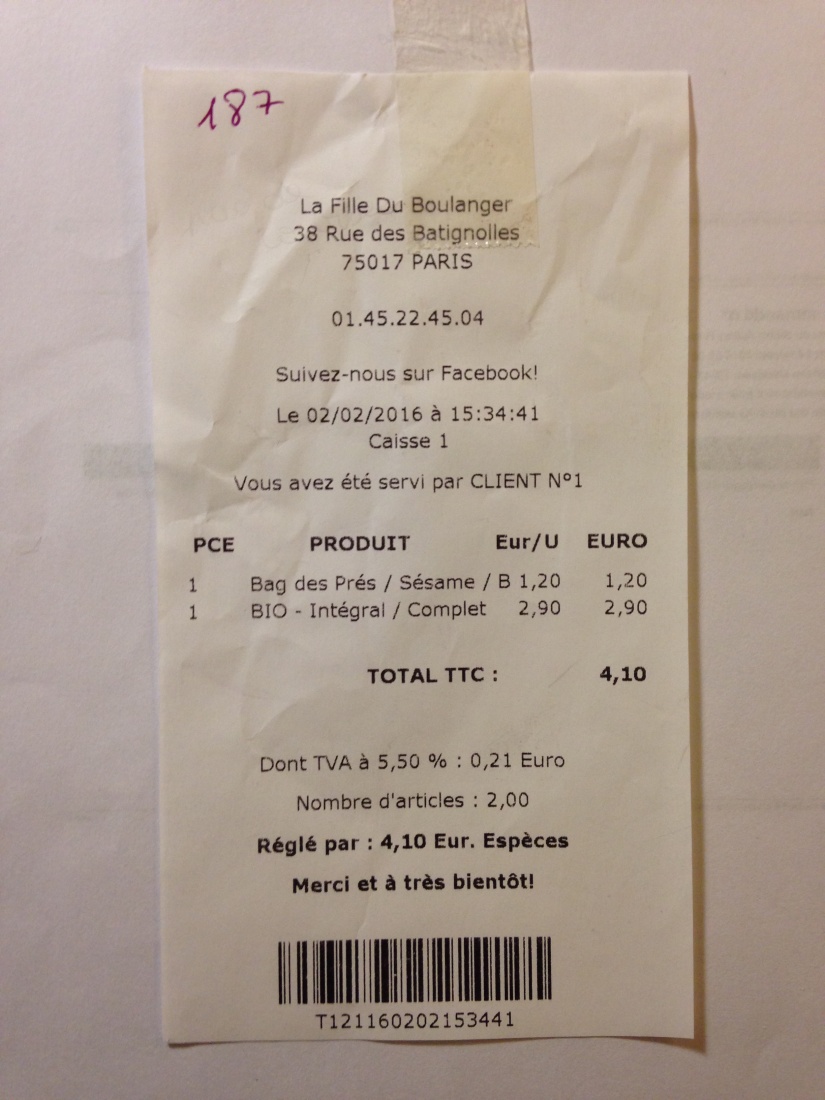 187
La Fille Du Boulanger
38 Rue des Batignolles
75017 PARIS
01.45.22.45.04
Suivez-nous sur Facebook!
Le 02/02/2016 à 15:34:41
Caisse 1
Vous avez été servi par CLIENT N°1
PCE PRODUIT Eur/U EURO
1 Bag des Prés / Sésame / B 1,20 1,20
1 BIO - Intégral / Complet 2,90 2,90
TOTAL TTC : 4,10
Dont TVA à 5,50 % : 0,21 Euro
Nombre d'articles : 2,00
Réglé par : 4,10 Eur. Espèces
Merci et à très bientôt!
T121160202153441